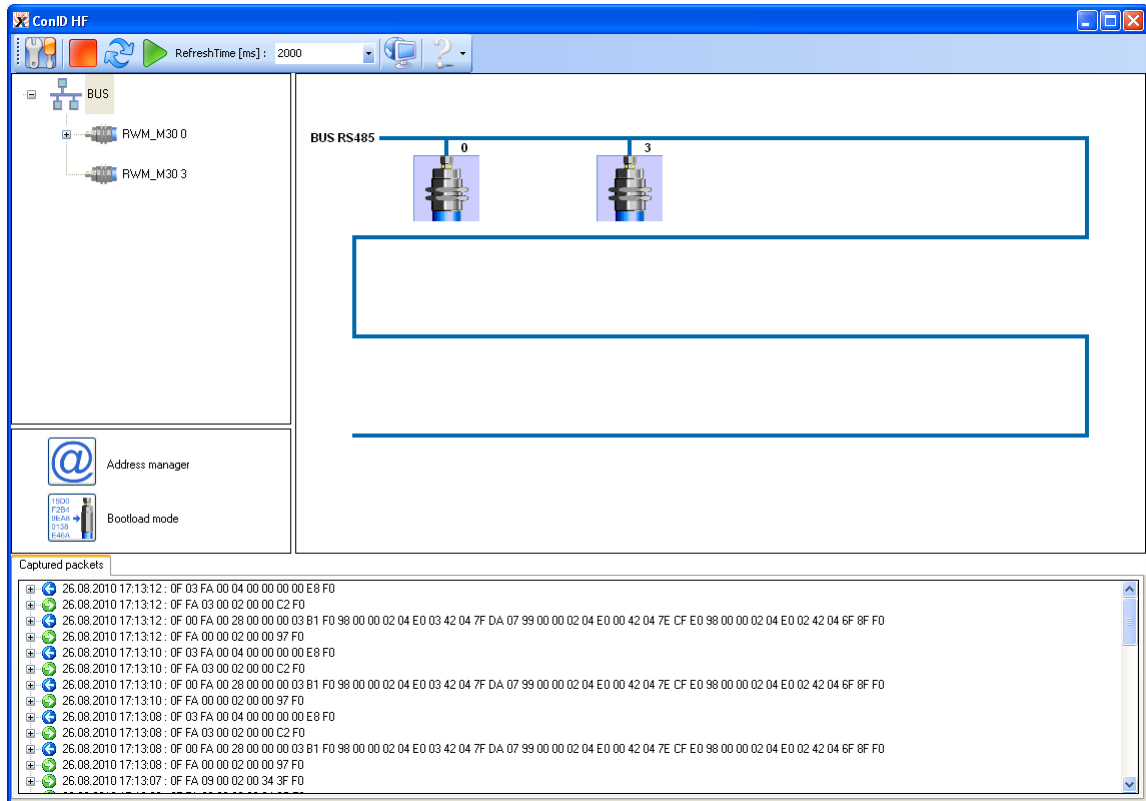 ConID HF
RefreshTime [ms] : 2000
BUS
RWM_M30 0
RWM_M30 3
BUS RS485
0
3
@
Address manager
19D0
F2B4
9BA8
0138
E46A
Bootload mode
Captured packets
26.08.2010 17:13:12 : 0F 03 FA 00 04 00 00 00 00 E8 F0
26.08.2010 17:13:12 : 0F FA 03 00 02 00 00 C2 F0
26.08.2010 17:13:12 : 0F 00 FA 00 28 00 00 00 03 B1 F0 98 00 00 02 04 E0 03 42 04 7F DA 07 99 00 00 02 04 E0 00 42 04 7E CF E0 98 00 00 02 04 E0 02 42 04 6F 8F F0
26.08.2010 17:13:12 : 0F FA 00 00 02 00 00 97 F0
26.08.2010 17:13:10 : 0F 03 FA 00 04 00 00 00 00 E8 F0
26.08.2010 17:13:10 : 0F FA 03 00 02 00 00 C2 F0
26.08.2010 17:13:10 : 0F 00 FA 00 28 00 00 00 03 B1 F0 98 00 00 02 04 E0 03 42 04 7F DA 07 99 00 00 02 04 E0 00 42 04 7E CF E0 98 00 00 02 04 E0 02 42 04 6F 8F F0
26.08.2010 17:13:10 : 0F FA 00 00 02 00 00 97 F0
26.08.2010 17:13:08 : 0F 03 FA 00 04 00 00 00 00 E8 F0
26.08.2010 17:13:08 : 0F FA 03 00 02 00 00 C2 F0
26.08.2010 17:13:08 : 0F 00 FA 00 28 00 00 00 03 B1 F0 98 00 00 02 04 E0 03 42 04 7F DA 07 99 00 00 02 04 E0 00 42 04 7E CF E0 98 00 00 02 04 E0 02 42 04 6F 8F F0
26.08.2010 17:13:08 : 0F FA 00 00 02 00 00 97 F0
26.08.2010 17:13:07 : 0F FA 09 00 02 00 34 3F F0